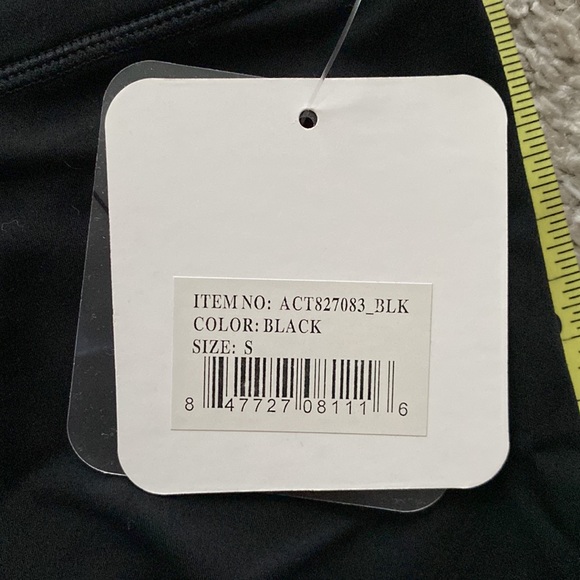 ITEM NO: ACT827083_BLK
COLOR: BLACK
SIZE: S
8 47727 08111 6